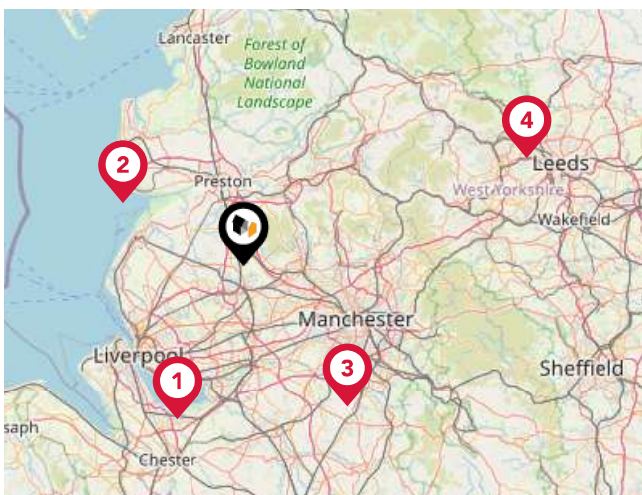 Lancaster
Forest of
Bowland
National
Landscape
4
2
Leeds
Preston
West Yorkshire
Wakefield
Manchester
Liverpool
3
Sheffield
1
saph
Chester